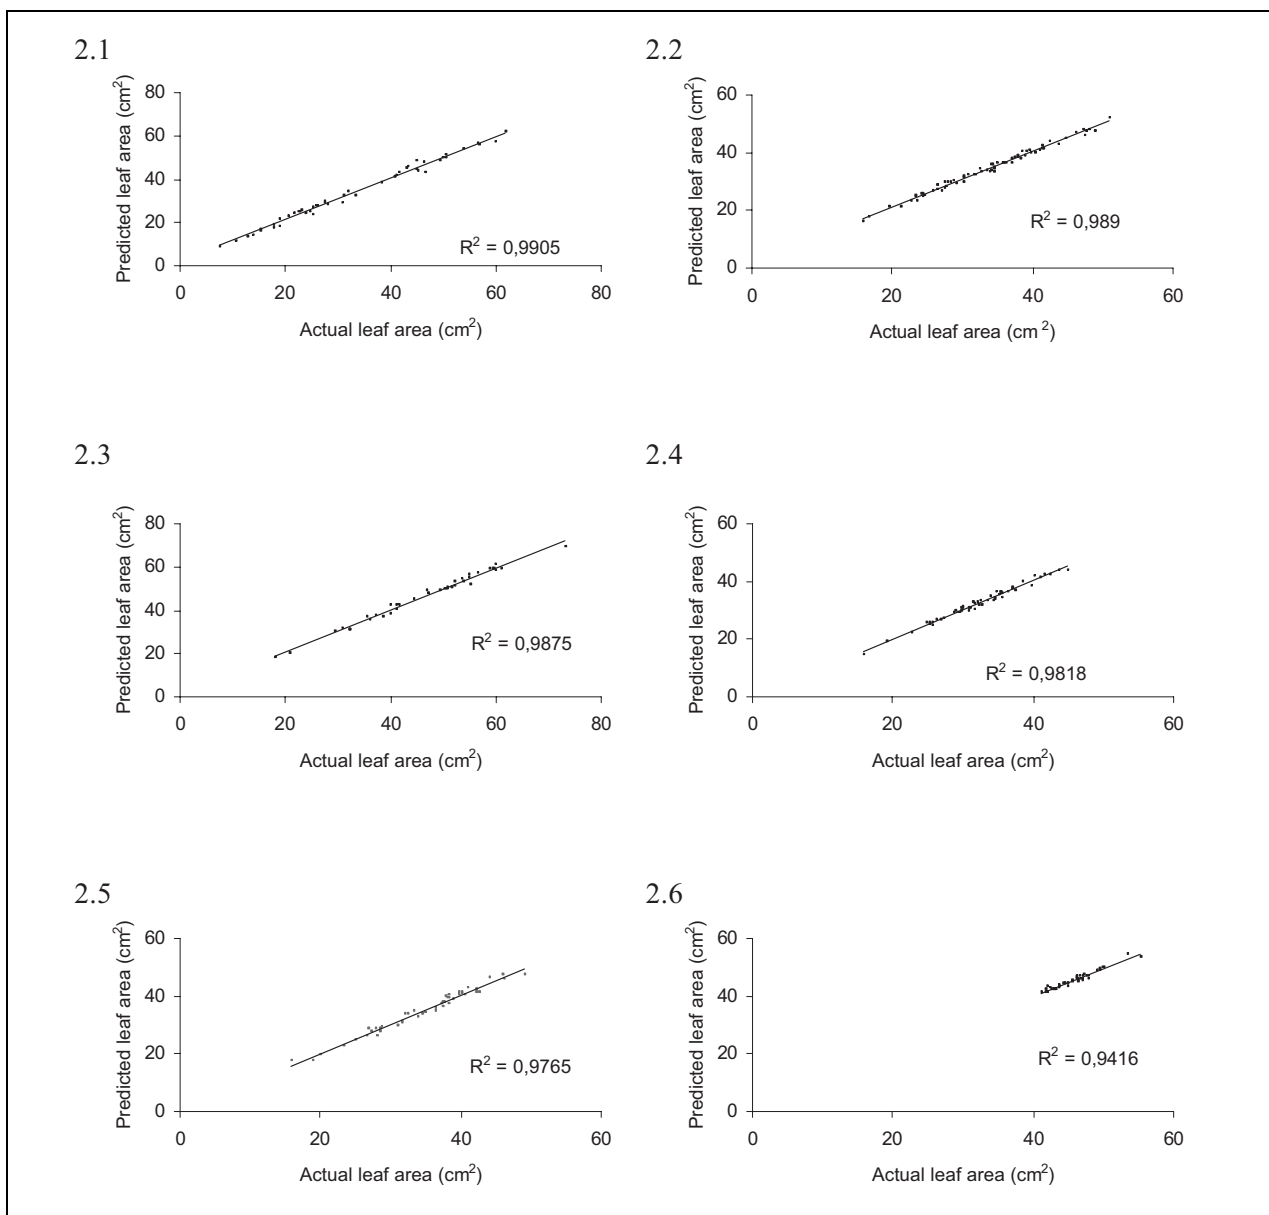 2.1
Predicted leaf area (cm²)
80
60
40
20
0
R² = 0,9905
0 20 40 60 80
Actual leaf area (cm²)
2.2
Predicted leaf area (cm²)
60
40
20
0
R² = 0,989
0 20 40 60
Actual leaf area (cm ²)
2.3
Predicted leaf area (cm²)
80
60
40
20
0
R² = 0,9875
0 20 40 60 80
Actual leaf area (cm²)
2.4
Predicted leaf area (cm²)
60
40
20
0
R² = 0,9818
0 20 40 60
Actual leaf area (cm²)
2.5
Predicted leaf area (cm²)
60
40
20
0
R² = 0,9765
0 20 40 60
Actual leaf area (cm²)
2.6
Predicted leaf area (cm²)
60
40
20
0
R² = 0,9416
0 20 40 60
Actual leaf area (cm²)